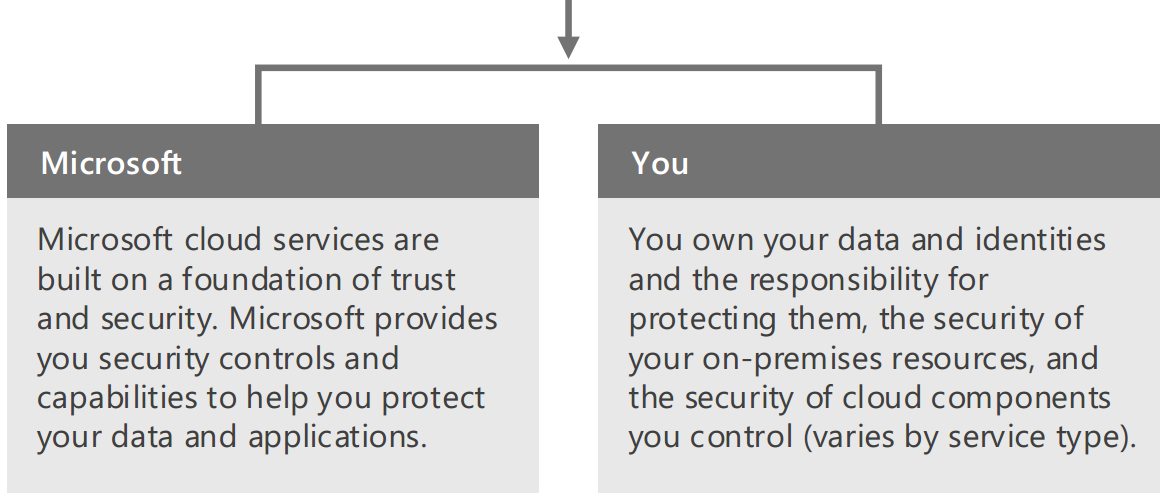 Microsoft
Microsoft cloud services are
built on a foundation of trust
and security. Microsoft provides
you security controls and
capabilities to help you protect
your data and applications.
You
You own your data and identities
and the responsibility for
protecting them, the security of
your on-premises resources, and
the security of cloud components
you control (varies by service type).